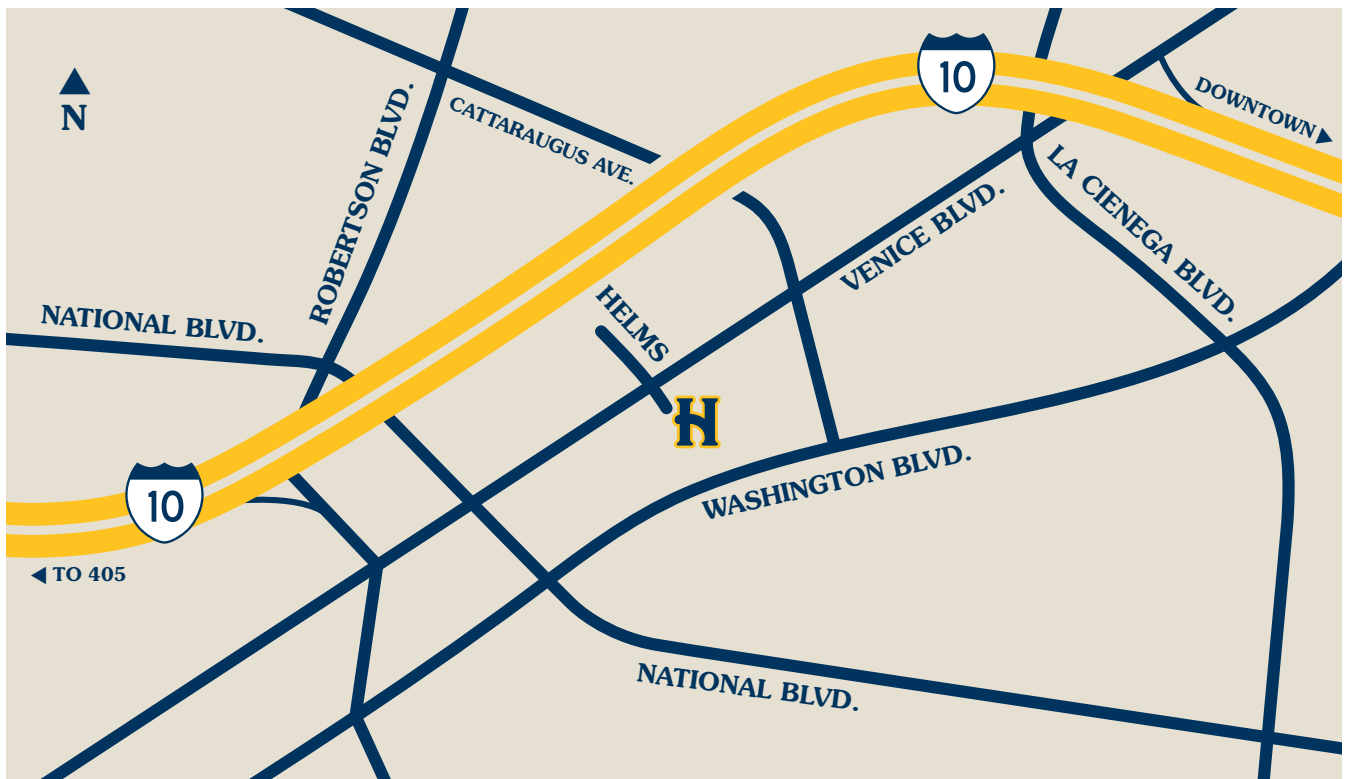 10
DOWNTOWN
N
ROBERTSON BLVD.
CATTARAUGUS AVE.
LA CIENEGA BLVD.
VENICE BLVD.
HELMS
NATIONAL BLVD.
H
WASHINGTON BLVD.
10
TO 405
NATIONAL BLVD.